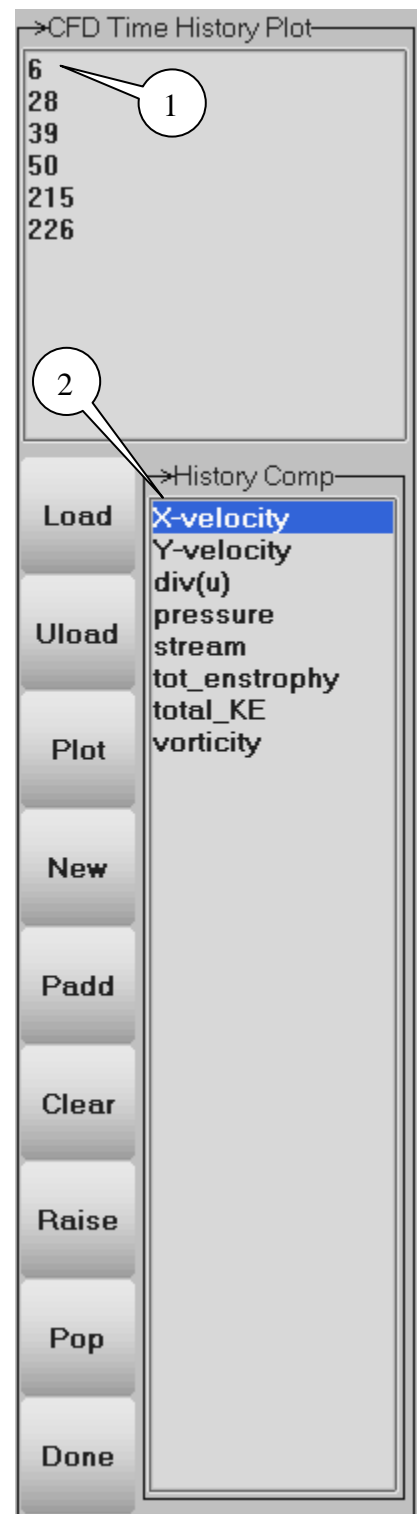 ->CFD Time History Plot
6
28
39
50
215
226
1
2
->History Comp
Load
Uload
Plot
New
Padd
Clear
Raise
Pop
Done
X-velocity
Y-velocity
div(u)
pressure
stream
tot_enstrophy
total_KE
vorticity